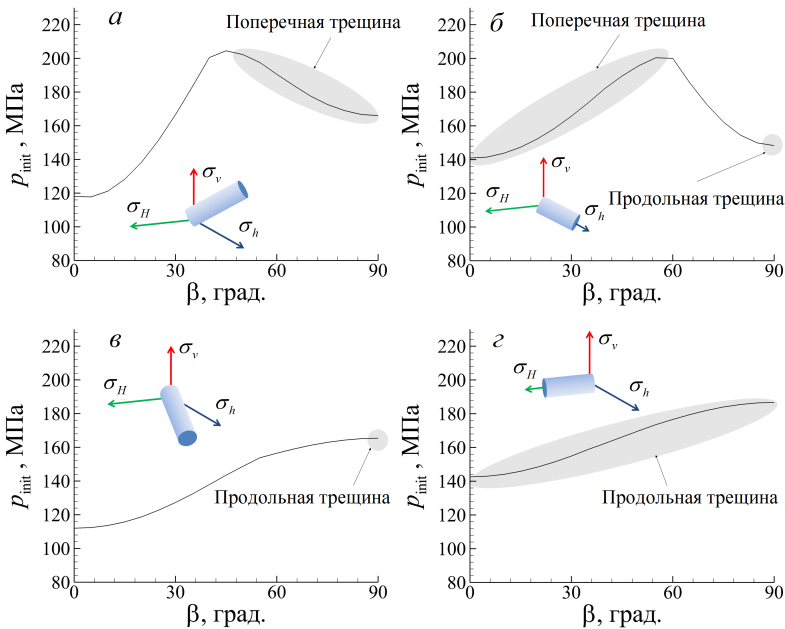 а
Поперечная трещина
220
200
180
160
140
120
100
80
p_init , МПа
σ_v
σ_H
σ_h
0
30
60
90
β, град.
б
Поперечная трещина
220
200
180
160
140
120
100
80
p_init , МПа
Продольная трещина
σ_v
σ_H
σ_h
0
30
60
90
β, град.
в
220
200
180
160
140
120
100
80
p_init , МПа
σ_v
σ_H
σ_h
Продольная трещина
0
30
60
90
β, град.
г
220
200
180
160
140
120
100
80
p_init , МПа
σ_v
σ_H
σ_h
Продольная трещина
0
30
60
90
β, град.